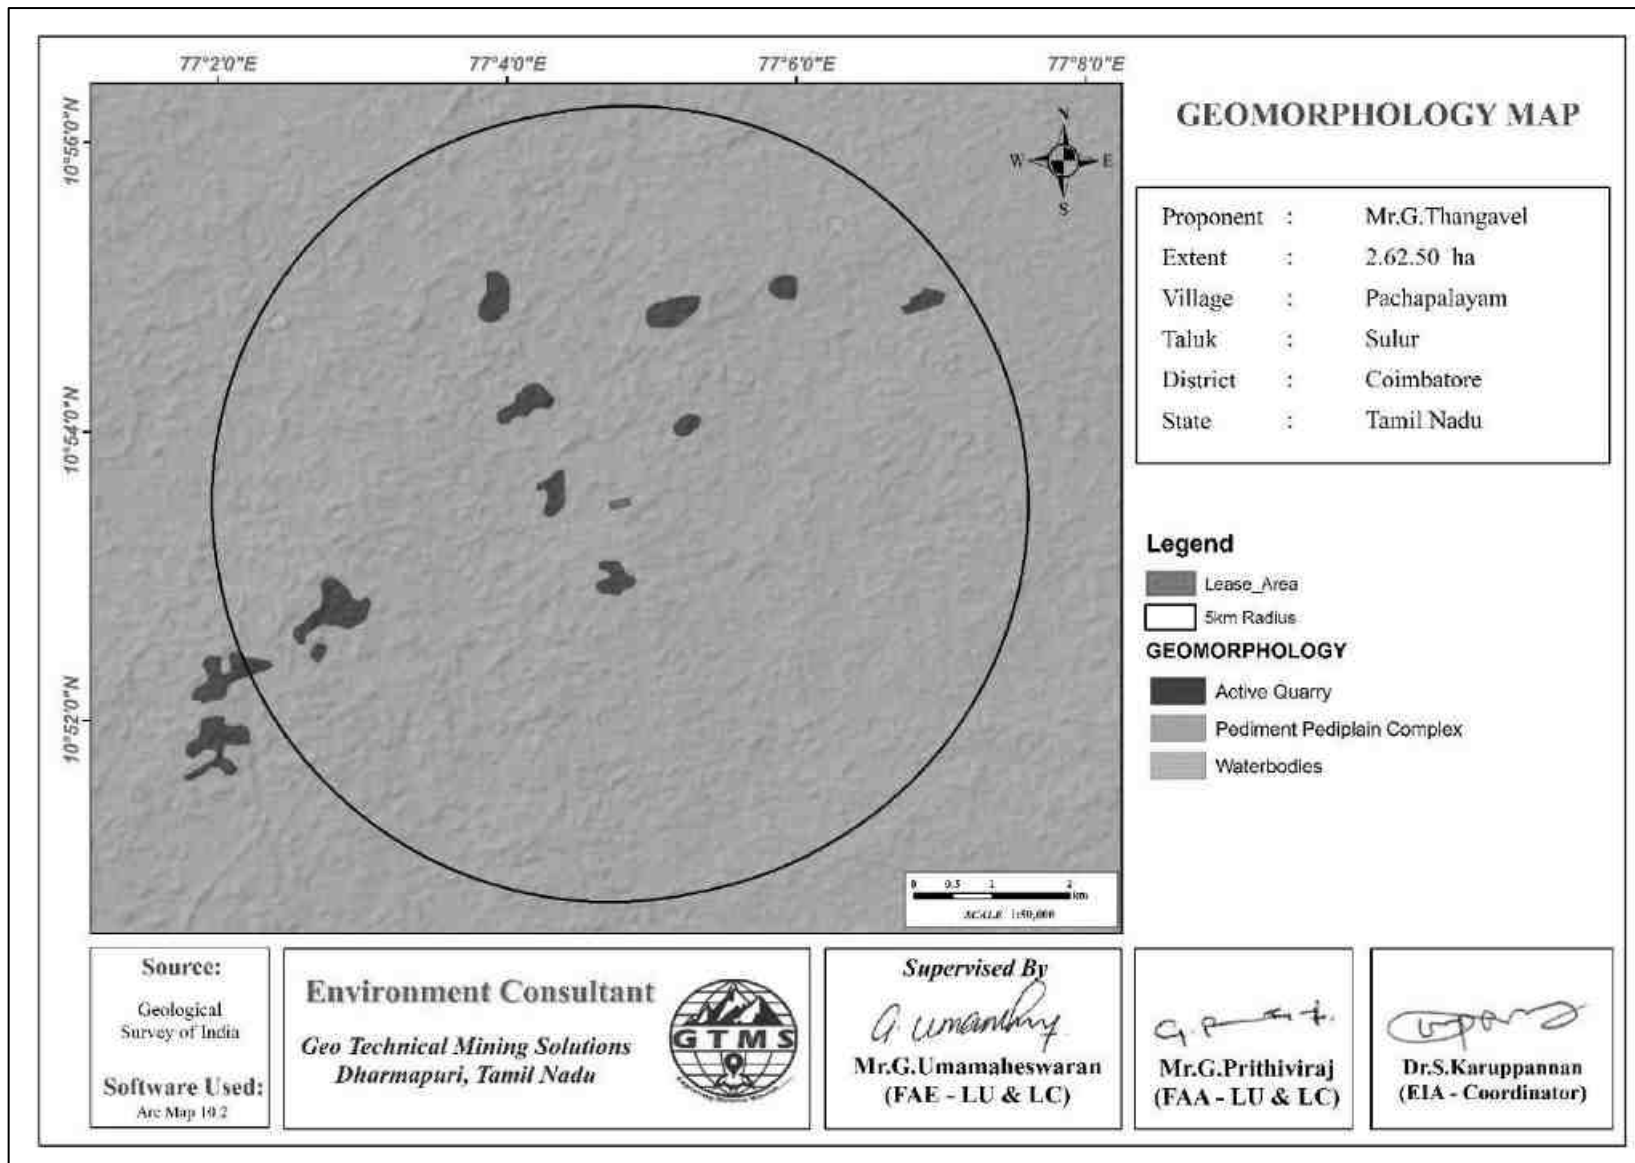 77°2'0"E
77°4'0"E
77°6'0"E
77°8'0"E
10°56'0"N
10°54'0"N
10°52'0"N
N
W
E
S
0 0.5 1 2
km
SCALE 1:50,000
GEOMORPHOLOGY MAP
Proponent : Mr.G.Thangavel
Extent : 2.62.50 ha
Village : Pachapalayam
Taluk : Sulur
District : Coimbatore
State : Tamil Nadu
Legend
Lease_Area
5km Radius
GEOMORPHOLOGY
Active Quarry
Pediment Pediplain Complex
Waterbodies
Source:
Geological
Survey of India
Software Used:
Arc Map 10.2
Environment Consultant
Geo Technical Mining Solutions
Dharmapuri, Tamil Nadu
GTMS
Supervised By
Mr.G.Umamaheswaran
(FAE - LU & LC)
Mr.G.Prithiviraj
(FAA - LU & LC)
Dr.S.Karuppannan
(EIA - Coordinator)